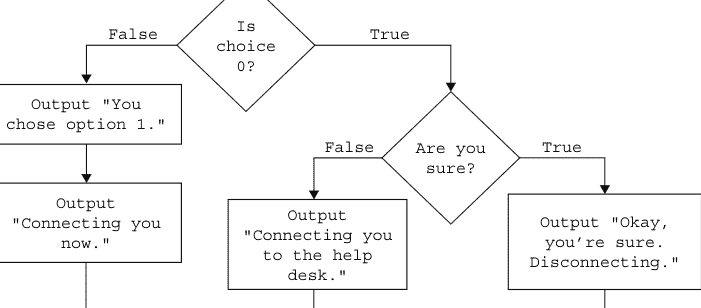 Is
choice
0?
False
True
Output "You
chose option 1."
Output
"Connecting you
now."
Are you
sure?
False
True
Output
"Connecting you
to the help
desk."
Output "Okay,
you’re sure.
Disconnecting."